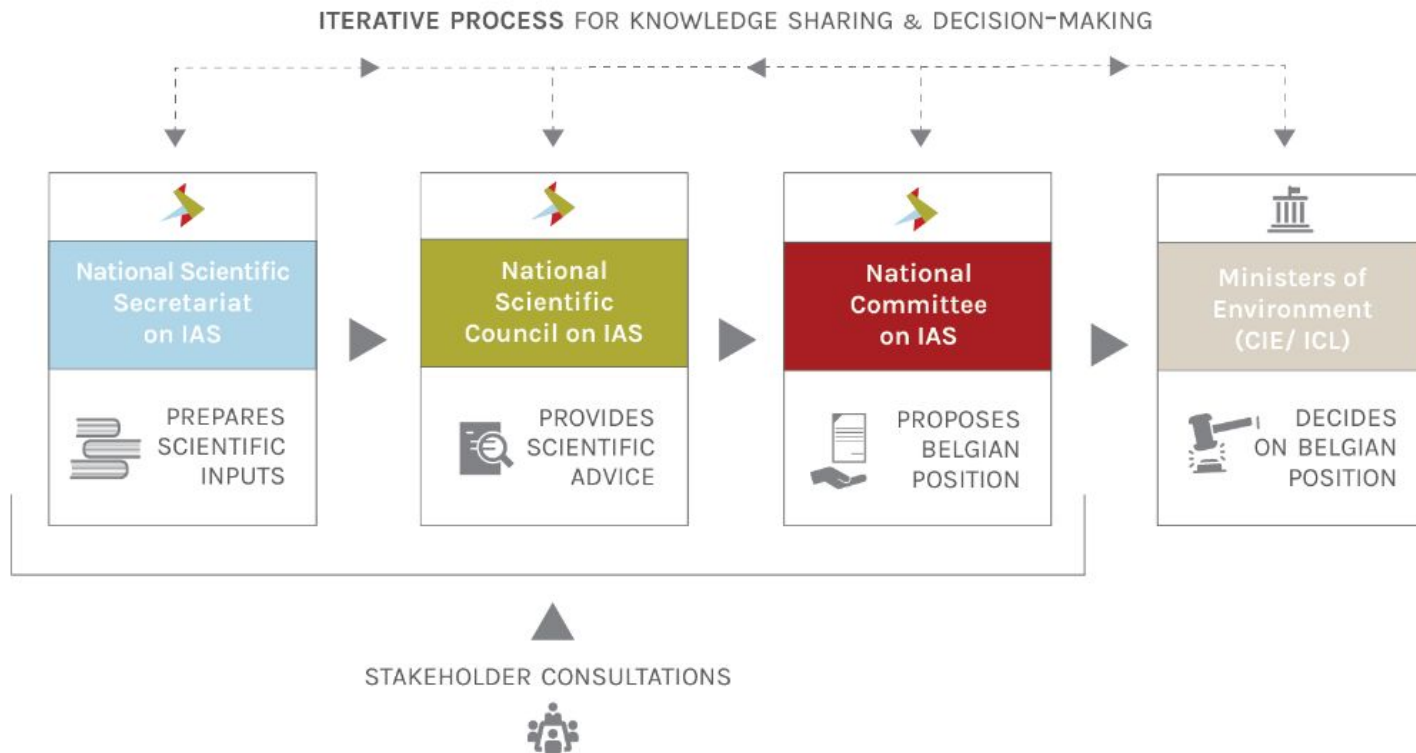 ITERATIVE PROCESS FOR KNOWLEDGE SHARING & DECISION-MAKING
National Scientific
Secretariat
on IAS
PREPARES
SCIENTIFIC
INPUTS
National
Scientific
Council on IAS
PROVIDES
SCIENTIFIC
ADVICE
National
Committee
on IAS
PROPOSES
BELGIAN
POSITION
Ministers of
Environment
(CIE/ ICL)
DECIDES
ON BELGIAN
POSITION
STAKEHOLDER CONSULTATIONS